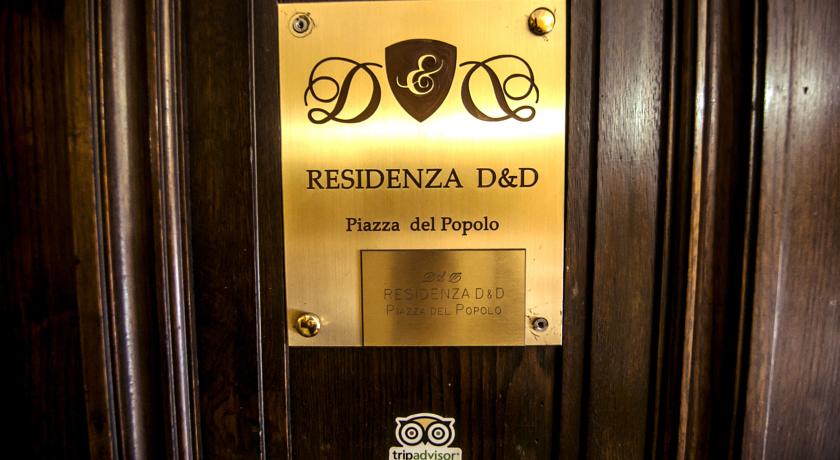 D & D
RESIDENZA D&D
Piazza del Popolo
RESIDENZA D&D
PIAZZA DEL POPOLO
tripadvisor®